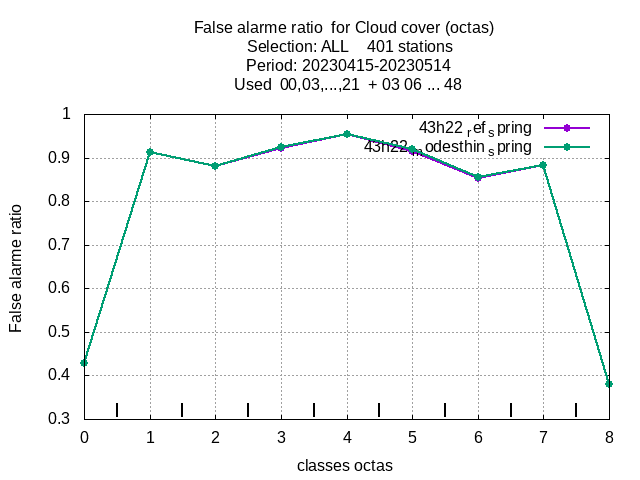 False alarme ratio  for Cloud cover (octas)
Selection: ALL    401 stations
Period: 20230415-20230514
Used  00,03,...,21  + 03 06 ... 48
43h22 ref spring
43h22 modesthin spring
1
0.9
0.8
0.7
0.6
0.5
0.4
0.3
False alarme ratio
0 1 2 3 4 5 6 7 8
classes octas